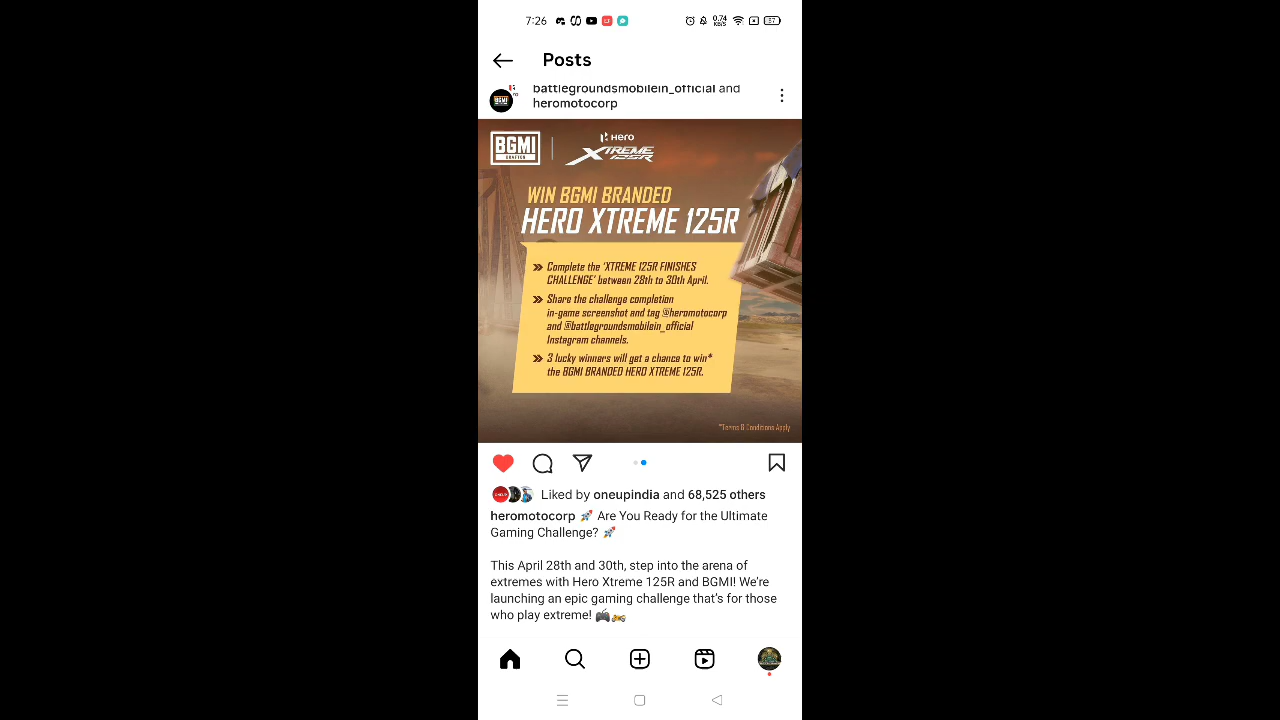 7:26
0.74
KB/S
57
Posts
battlegroundsmobilein_official and
heromotocorp
BGMI
KRAFTON
Hero
XTREME
125R
WIN BGMI BRANDED
HERO XTREME 125R
Complete the 'XTREME 125R FINISHES
CHALLENGE' between 28th to 30th April.
Share the challenge completion
in-game screenshot and tag @heromotocorp
and @battlegroundsmobilein_official
Instagram channels.
3 lucky winners will get a chance to win*
the BGMI BRANDED HERO XTREME 125R.
*Terms & Conditions Apply
Liked by oneupindia and 68,525 others
heromotocorp 🚀 Are You Ready for the Ultimate
Gaming Challenge? 🚀
This April 28th and 30th, step into the arena of
extremes with Hero Xtreme 125R and BGMI! We're
launching an epic gaming challenge that's for those
who play extreme! 🎮🏍️